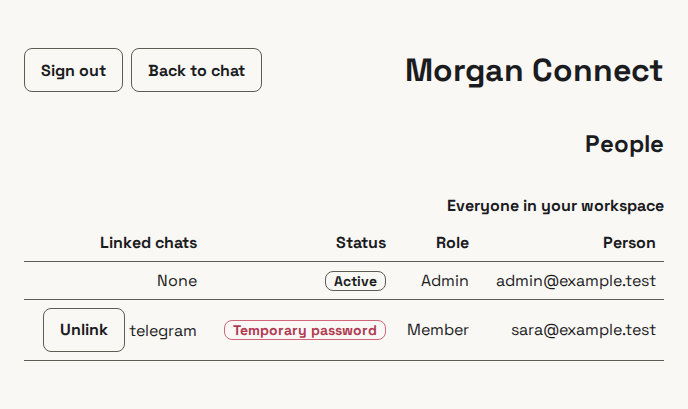 Morgan Connect
Back to chat
Sign out
People
Everyone in your workspace
Person Role Status Linked chats
admin@example.test Admin Active None
sara@example.test Member Temporary password telegram Unlink